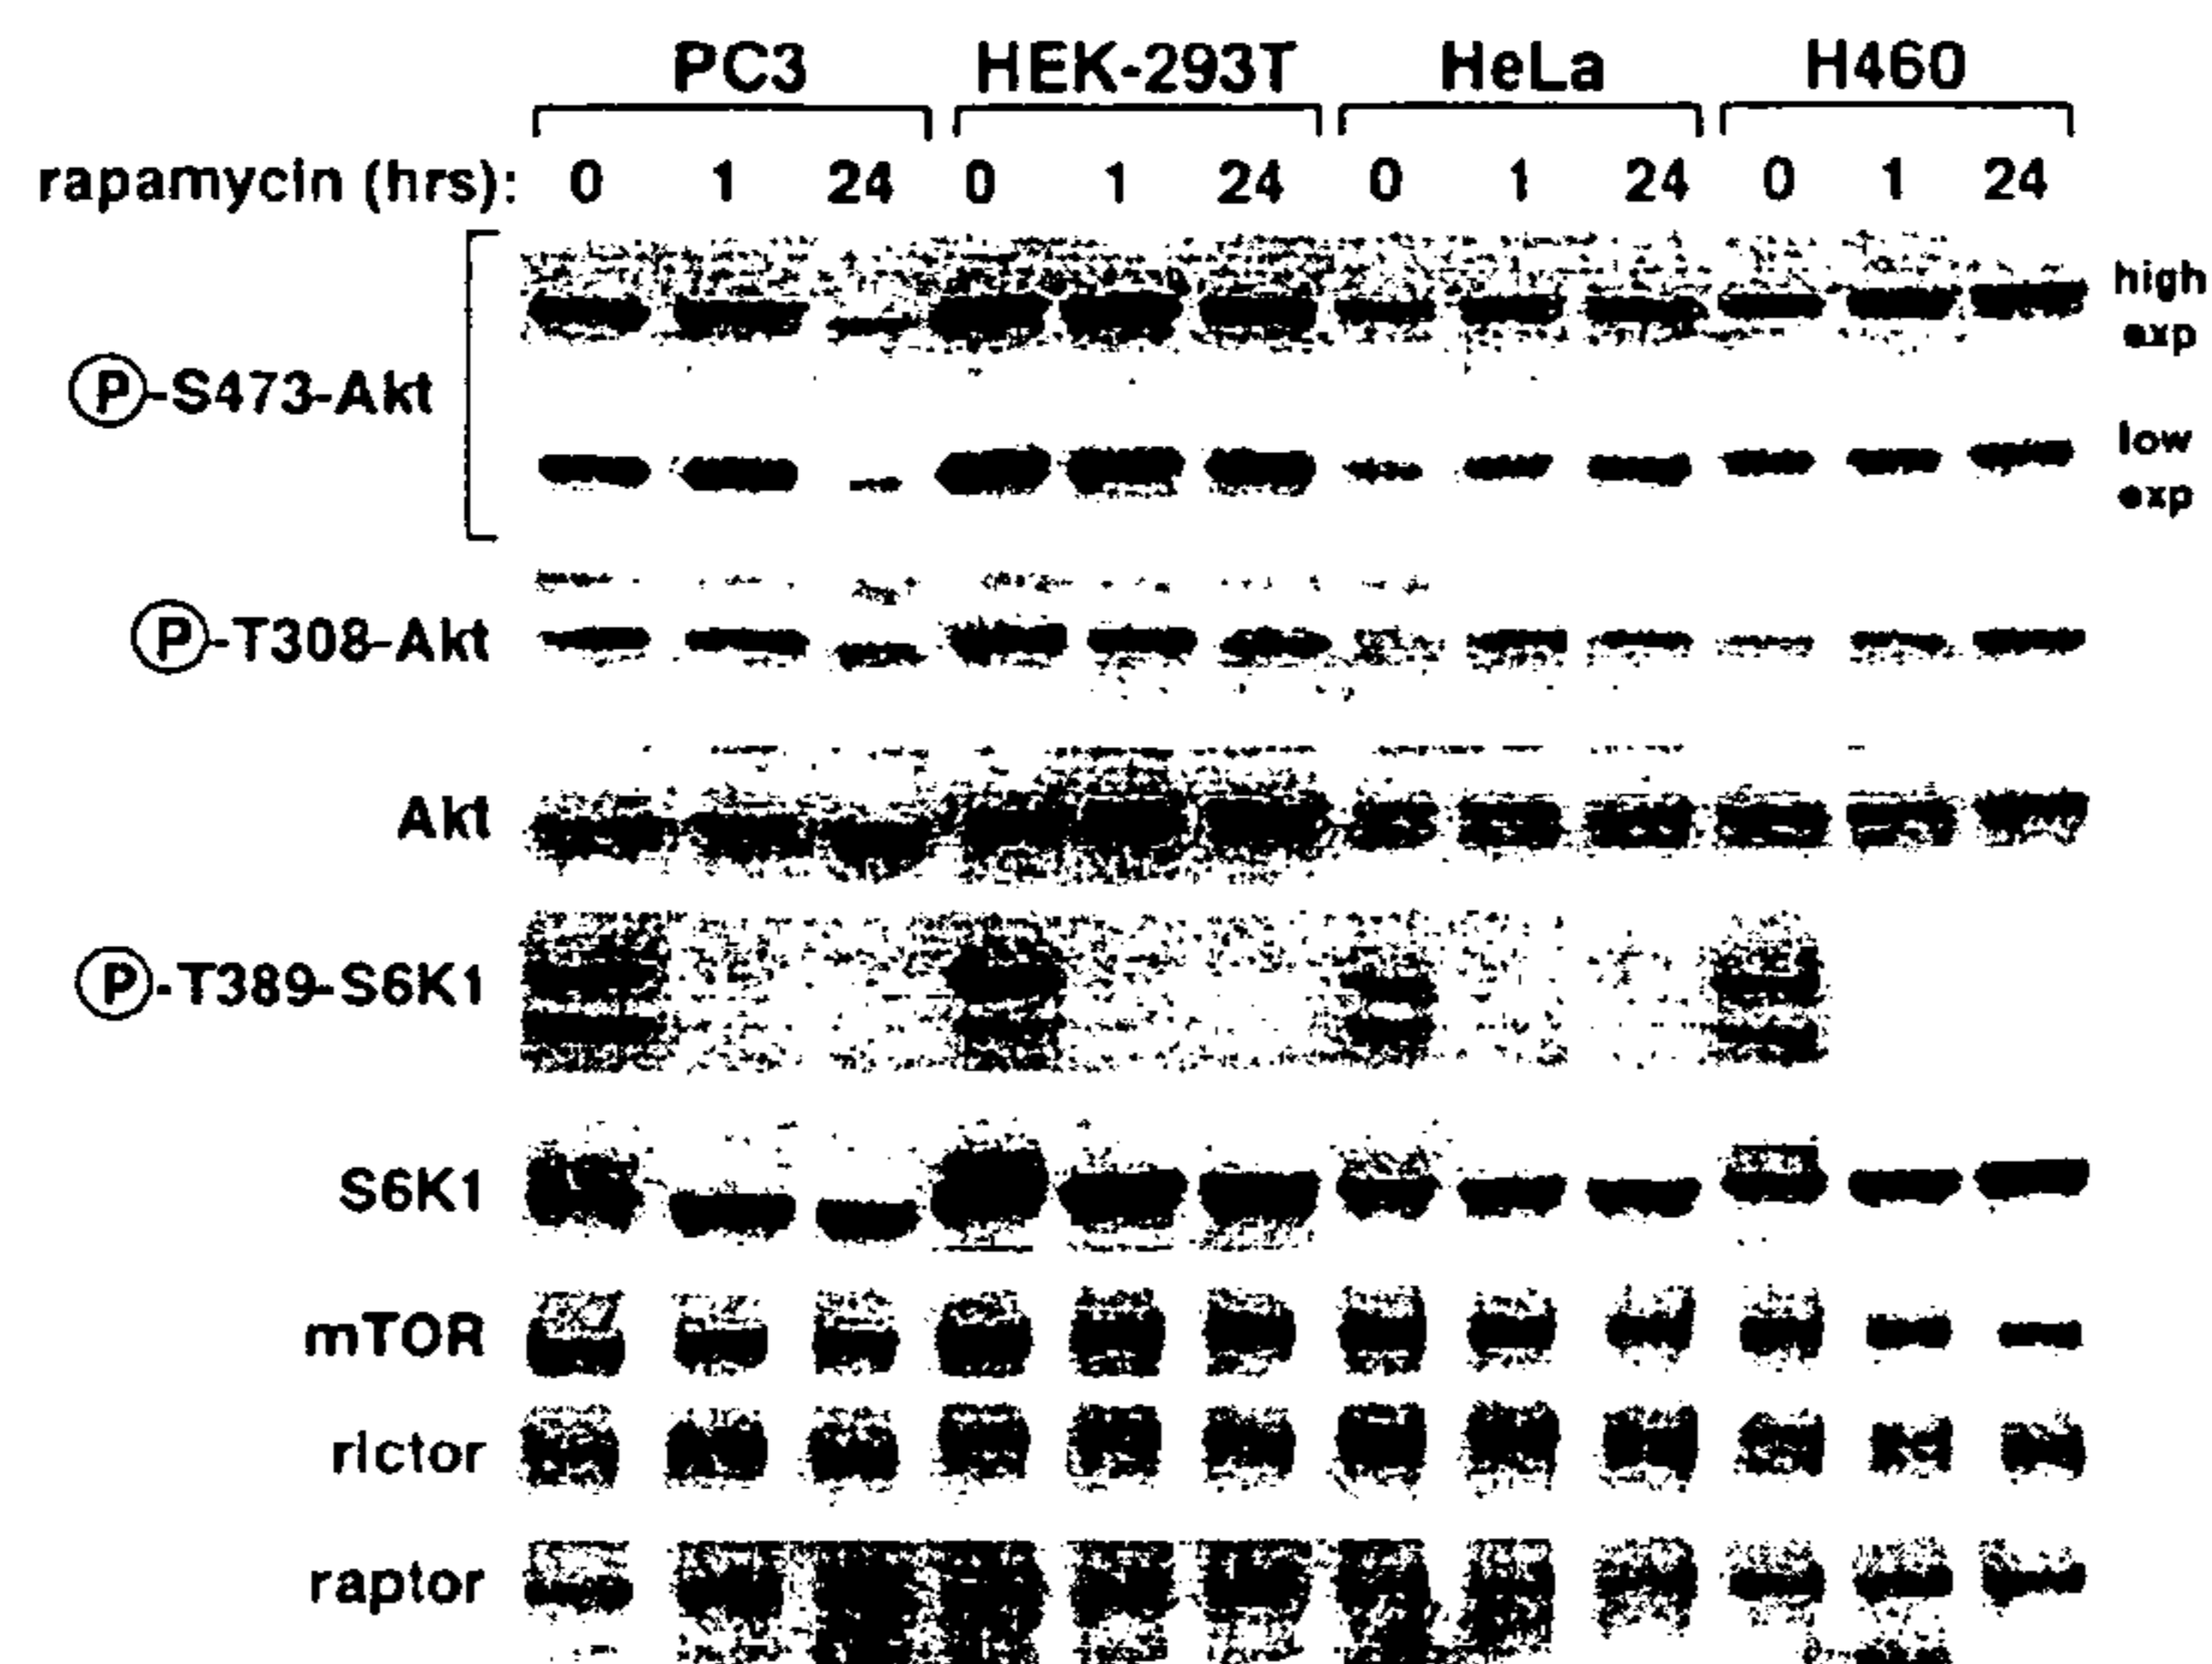 PC3 HEK-293T HeLa H460
rapamycin (hrs): 0 1 24 0 1 24 0 1 24 0 1 24
high
exp
P-S473-Akt
low
exp
P-T308-Akt
Akt
P-T389-S6K1
S6K1
mTOR
rictor
raptor